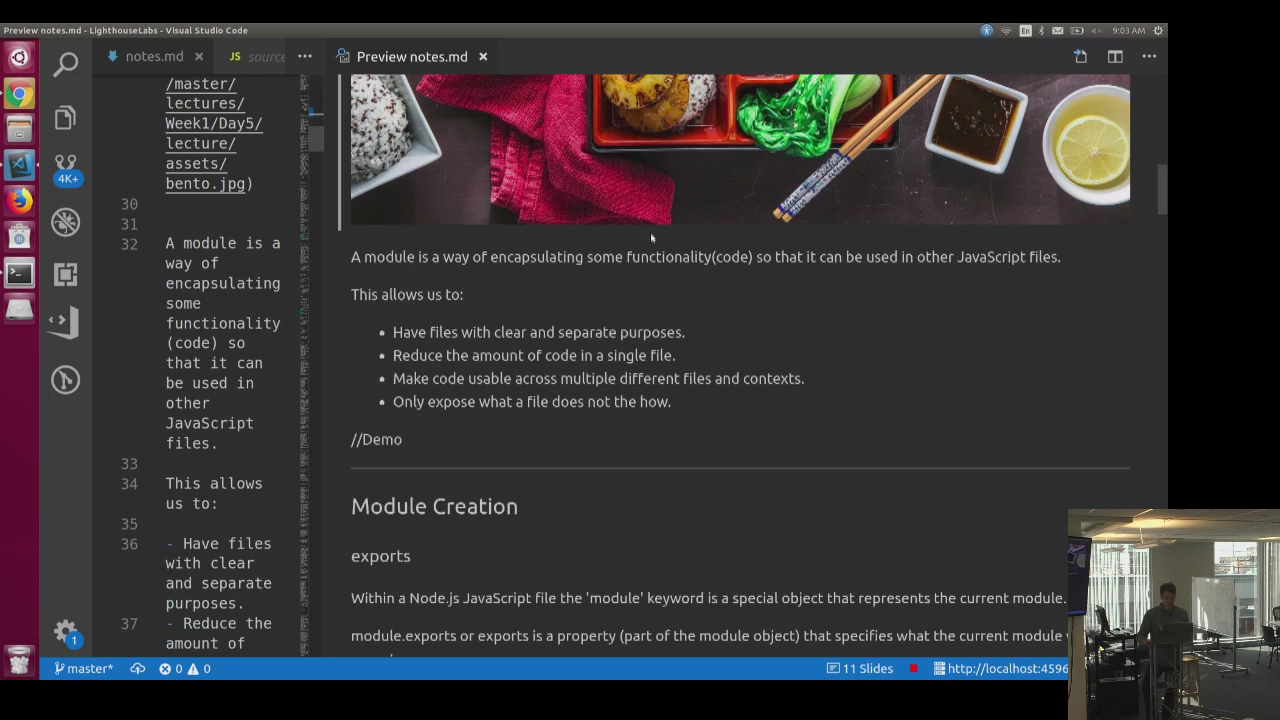 Preview notes.md - LighthouseLabs - Visual Studio Code
En
9:03 AM
notes.md
JS source
Preview notes.md
/master/
lectures/
Week1/Day5/
lecture/
assets/
bento.jpg)
30
31
32 A module is a
way of
encapsulating
some
functionality
(code) so
that it can
be used in
other
JavaScript
files.
33
34 This allows
us to:
35
36 - Have files
with clear
and separate
purposes.
37 - Reduce the
amount of
4K+
1
A module is a way of encapsulating some functionality(code) so that it can be used in other JavaScript files.
This allows us to:
• Have files with clear and separate purposes.
• Reduce the amount of code in a single file.
• Make code usable across multiple different files and contexts.
• Only expose what a file does not the how.
//Demo
Module Creation
exports
Within a Node.js JavaScript file the 'module' keyword is a special object that represents the current module.
module.exports or exports is a property (part of the module object) that specifies what the current module
master* 0 0
11 Slides http://localhost:4596